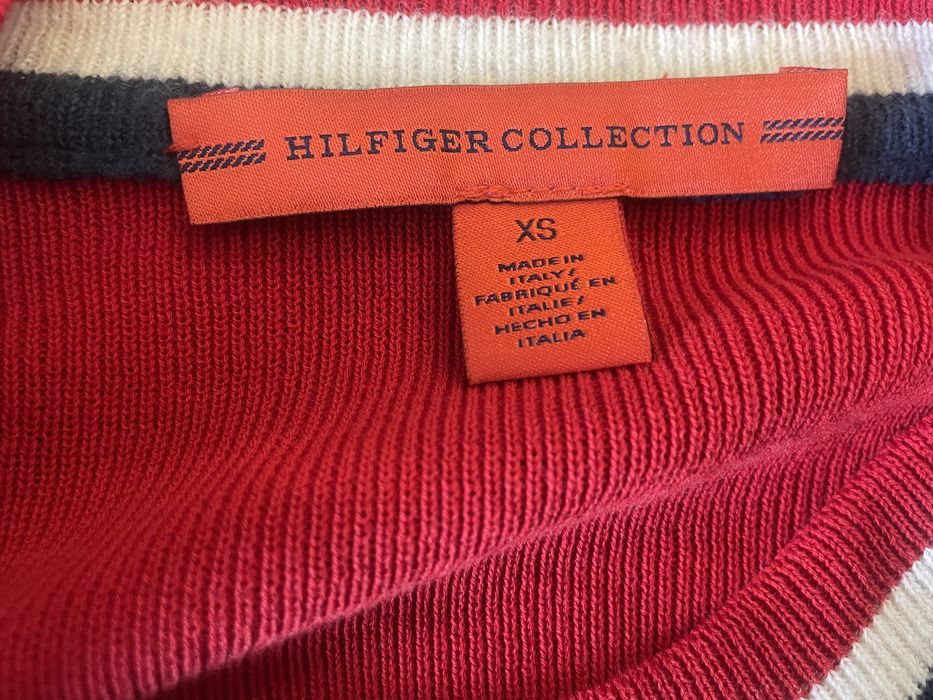 HILFIGER COLLECTION
XS
MADE IN
ITALY/
FABRIQUÉ EN
ITALIE/
HECHO EN
ITALIA